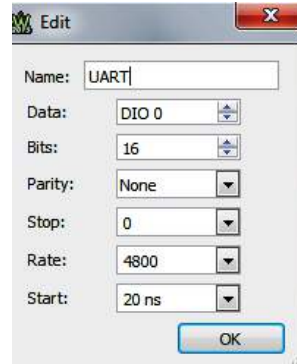 Edit
X
Name: UART
Data: DIO 0
Bits: 16
Parity: None
Stop: 0
Rate: 4800
Start: 20 ns
OK